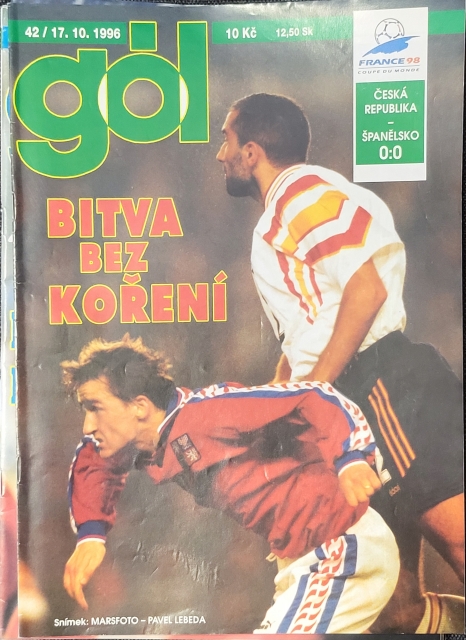 42 / 17. 10. 1996
10 Kč
12,50 Sk
gól
FRANCE 98
COUPE DU MONDE
ČESKÁ
REPUBLIKA
–
ŠPANĚLSKO
0:0
BITVA
BEZ
KOŘENÍ
Snímek: MARSFOTO – PAVEL LEBEDA